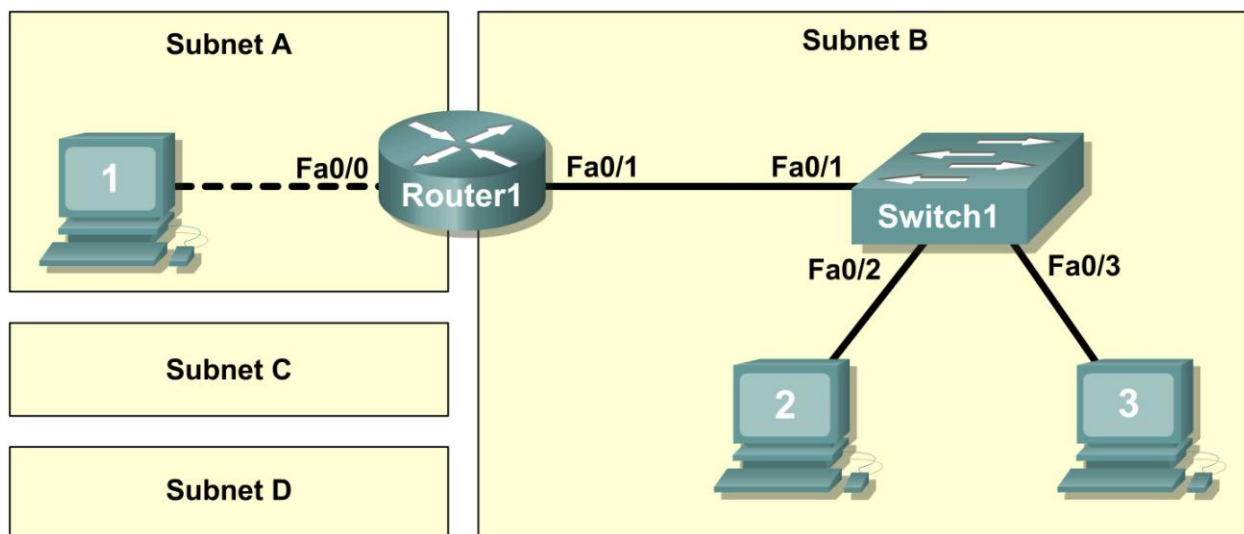 Subnet A
Subnet B
1
Fa0/0
Router1
Fa0/1
Fa0/1
Switch1
Fa0/2
Fa0/3
Subnet C
2
3
Subnet D